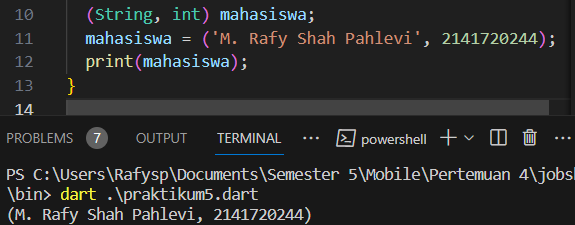 10 (String, int) mahasiswa;
11 mahasiswa = ('M. Rafy Shah Pahlevi', 2141720244);
12 print(mahasiswa);
13 }
14
PROBLEMS 7 OUTPUT TERMINAL ··· powershell
PS C:\Users\Rafysp\Documents\Semester 5\Mobile\Pertemuan 4\jobs
\bin> dart .\praktikum5.dart
(M. Rafy Shah Pahlevi, 2141720244)